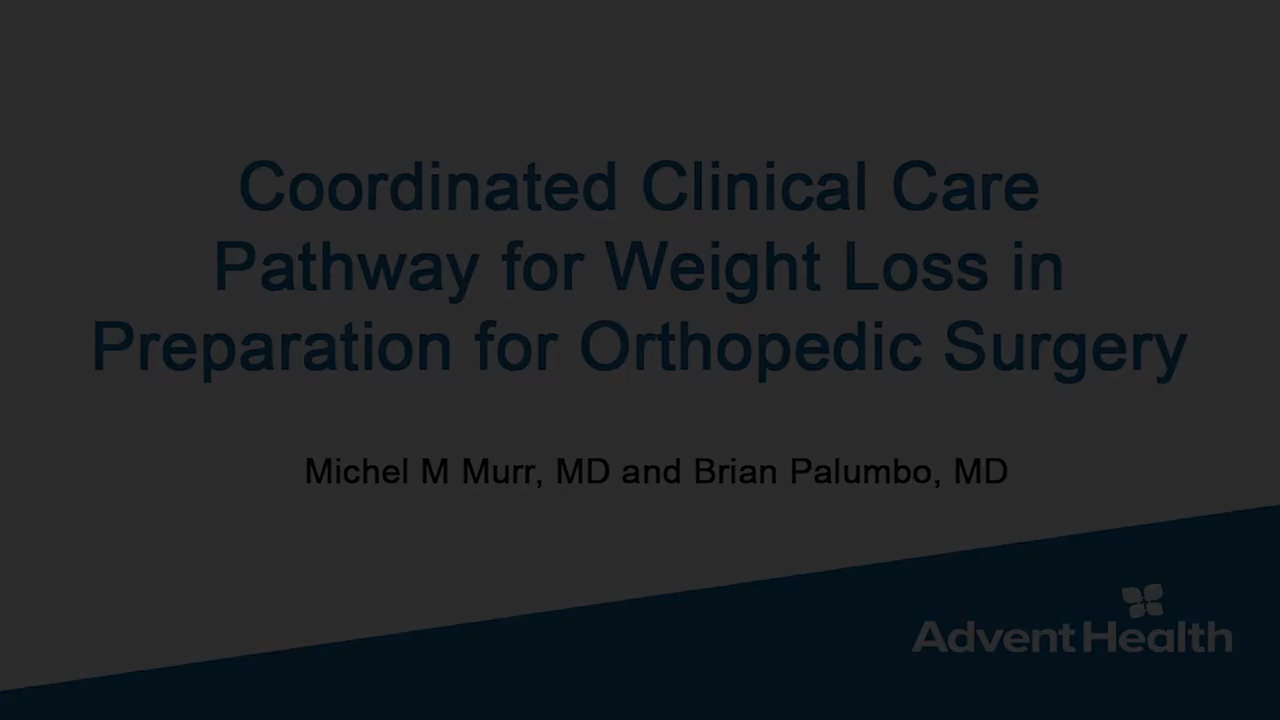 Coordinated Clinical Care
Pathway for Weight Loss in
Preparation for Orthopedic Surgery
Michel M Murr, MD and Brian Palumbo, MD
AdventHealth